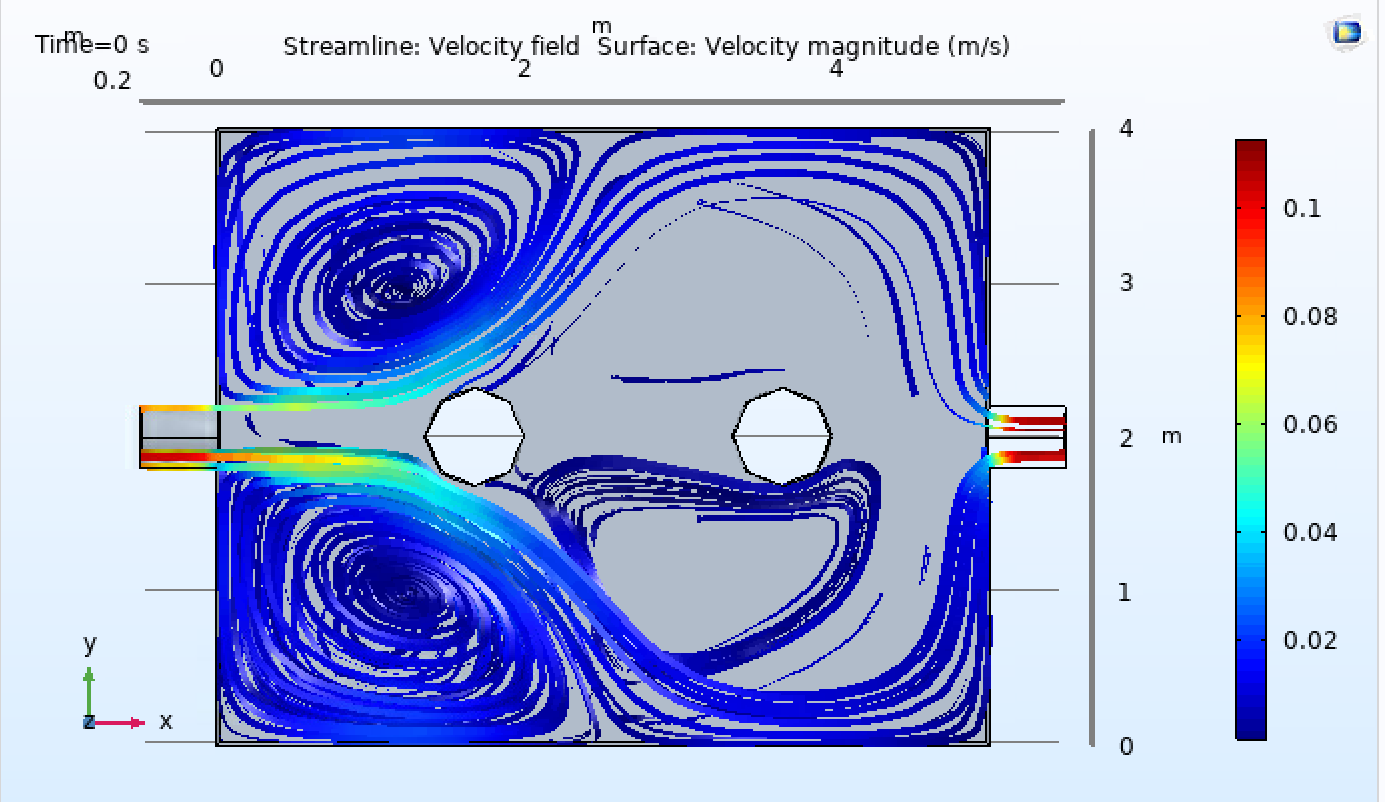 m
Time=0 s
Streamline: Velocity field Surface: Velocity magnitude (m/s)
m
0.2
0
2
4
4
3
2
m
1
0
0.1
0.08
0.06
0.04
0.02
y
z
x